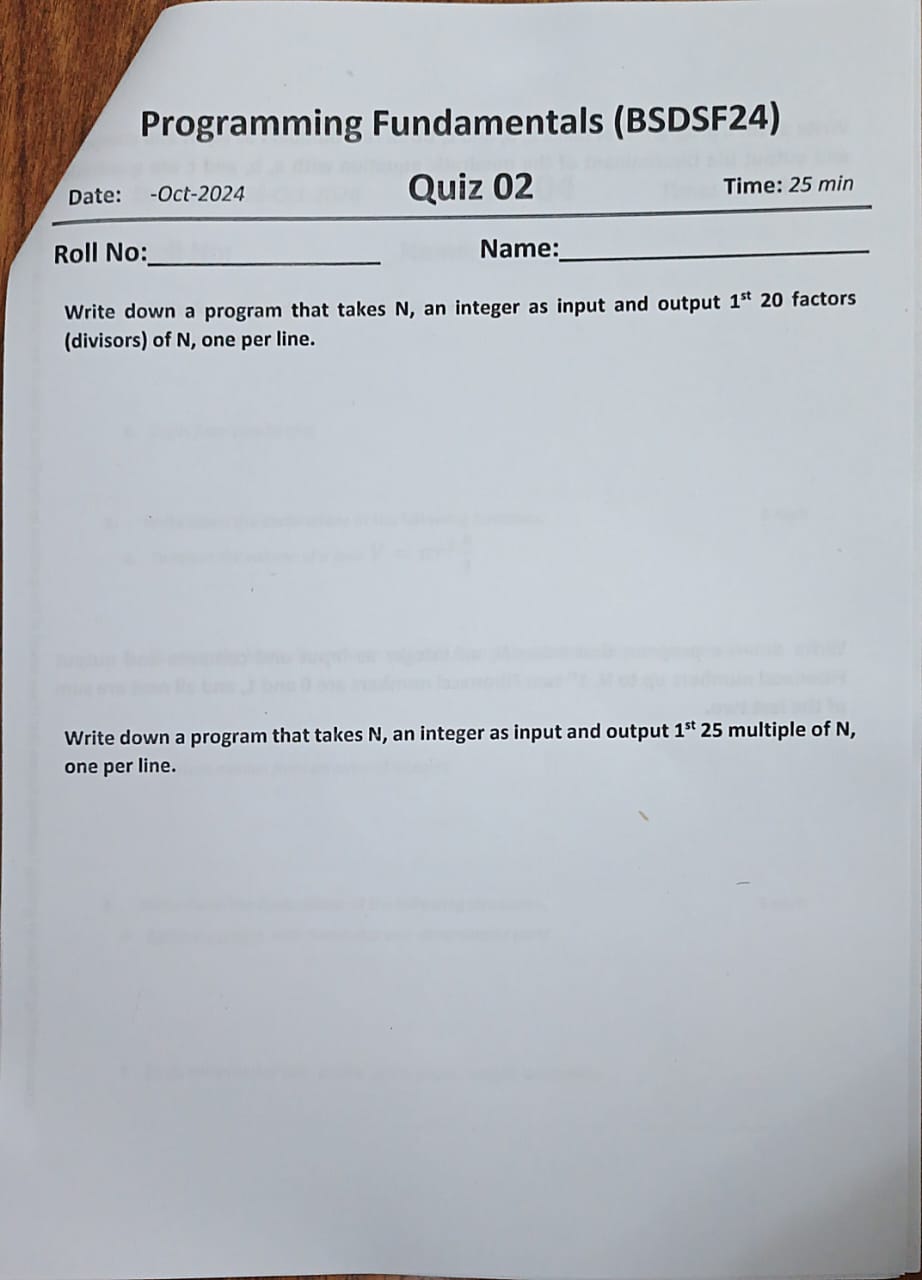 Programming Fundamentals (BSDSF24)
Date: -Oct-2024 Quiz 02 Time: 25 min
Roll No:____________________ Name:____________________________
Write down a program that takes N, an integer as input and output 1st 20 factors
(divisors) of N, one per line.
Write down a program that takes N, an integer as input and output 1st 25 multiple of N,
one per line.